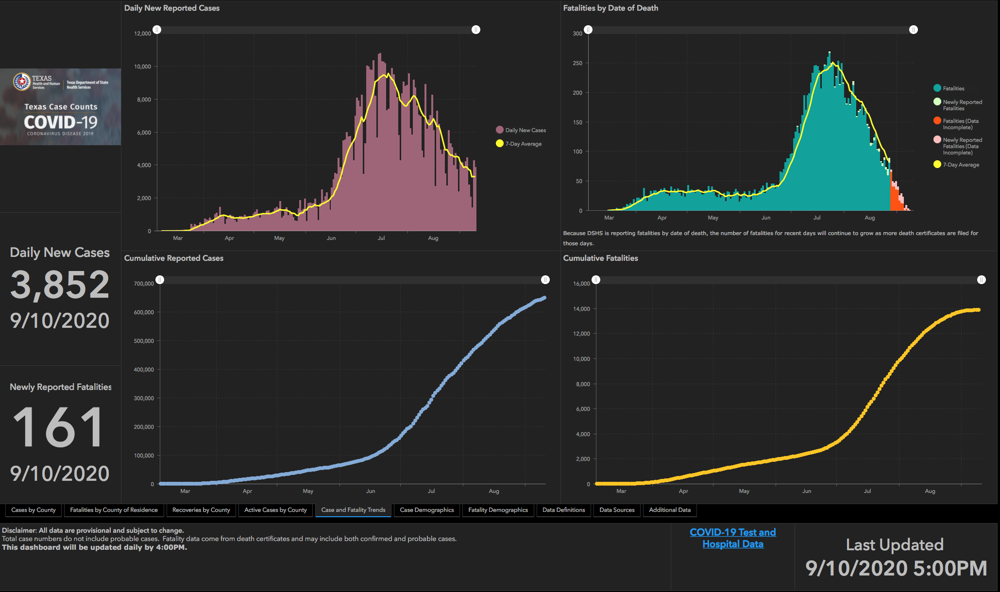 TEXAS
Health and Human
Services
Texas Department of State
Health Services
Texas Case Counts
COVID-19
CORONAVIRUS DISEASE 2019
Daily New Cases
3,852
9/10/2020
Newly Reported Fatalities
161
9/10/2020
Daily New Reported Cases
12,000
10,000
8,000
6,000
4,000
2,000
0
Mar
Apr
May
Jun
Jul
Aug
Daily New Cases
7-Day Average
Fatalities by Date of Death
300
250
200
150
100
50
0
Mar
Apr
May
Jun
Jul
Aug
Fatalities
Newly Reported
Fatalities
Fatalities (Data
Incomplete)
Newly Reported
Fatalities (Data
Incomplete)
7-Day Average
Because DSHS is reporting fatalities by date of death, the number of fatalities for recent days will continue to grow as more death certificates are filed for
those days.
Cumulative Reported Cases
700,000
600,000
500,000
400,000
300,000
200,000
100,000
0
Mar
Apr
May
Jun
Jul
Aug
Cumulative Fatalities
16,000
14,000
12,000
10,000
8,000
6,000
4,000
2,000
0
Mar
Apr
May
Jun
Jul
Aug
Cases by County
Fatalities by County of Residence
Recoveries by County
Active Cases by County
Case and Fatality Trends
Case Demographics
Fatality Demographics
Data Definitions
Data Sources
Additional Data
Disclaimer: All data are provisional and subject to change.
Total case numbers do not include probable cases. Fatality data come from death certificates and may include both confirmed and probable cases.
This dashboard will be updated daily by 4:00PM.
COVID-19 Test and
Hospital Data
Last Updated
9/10/2020 5:00PM